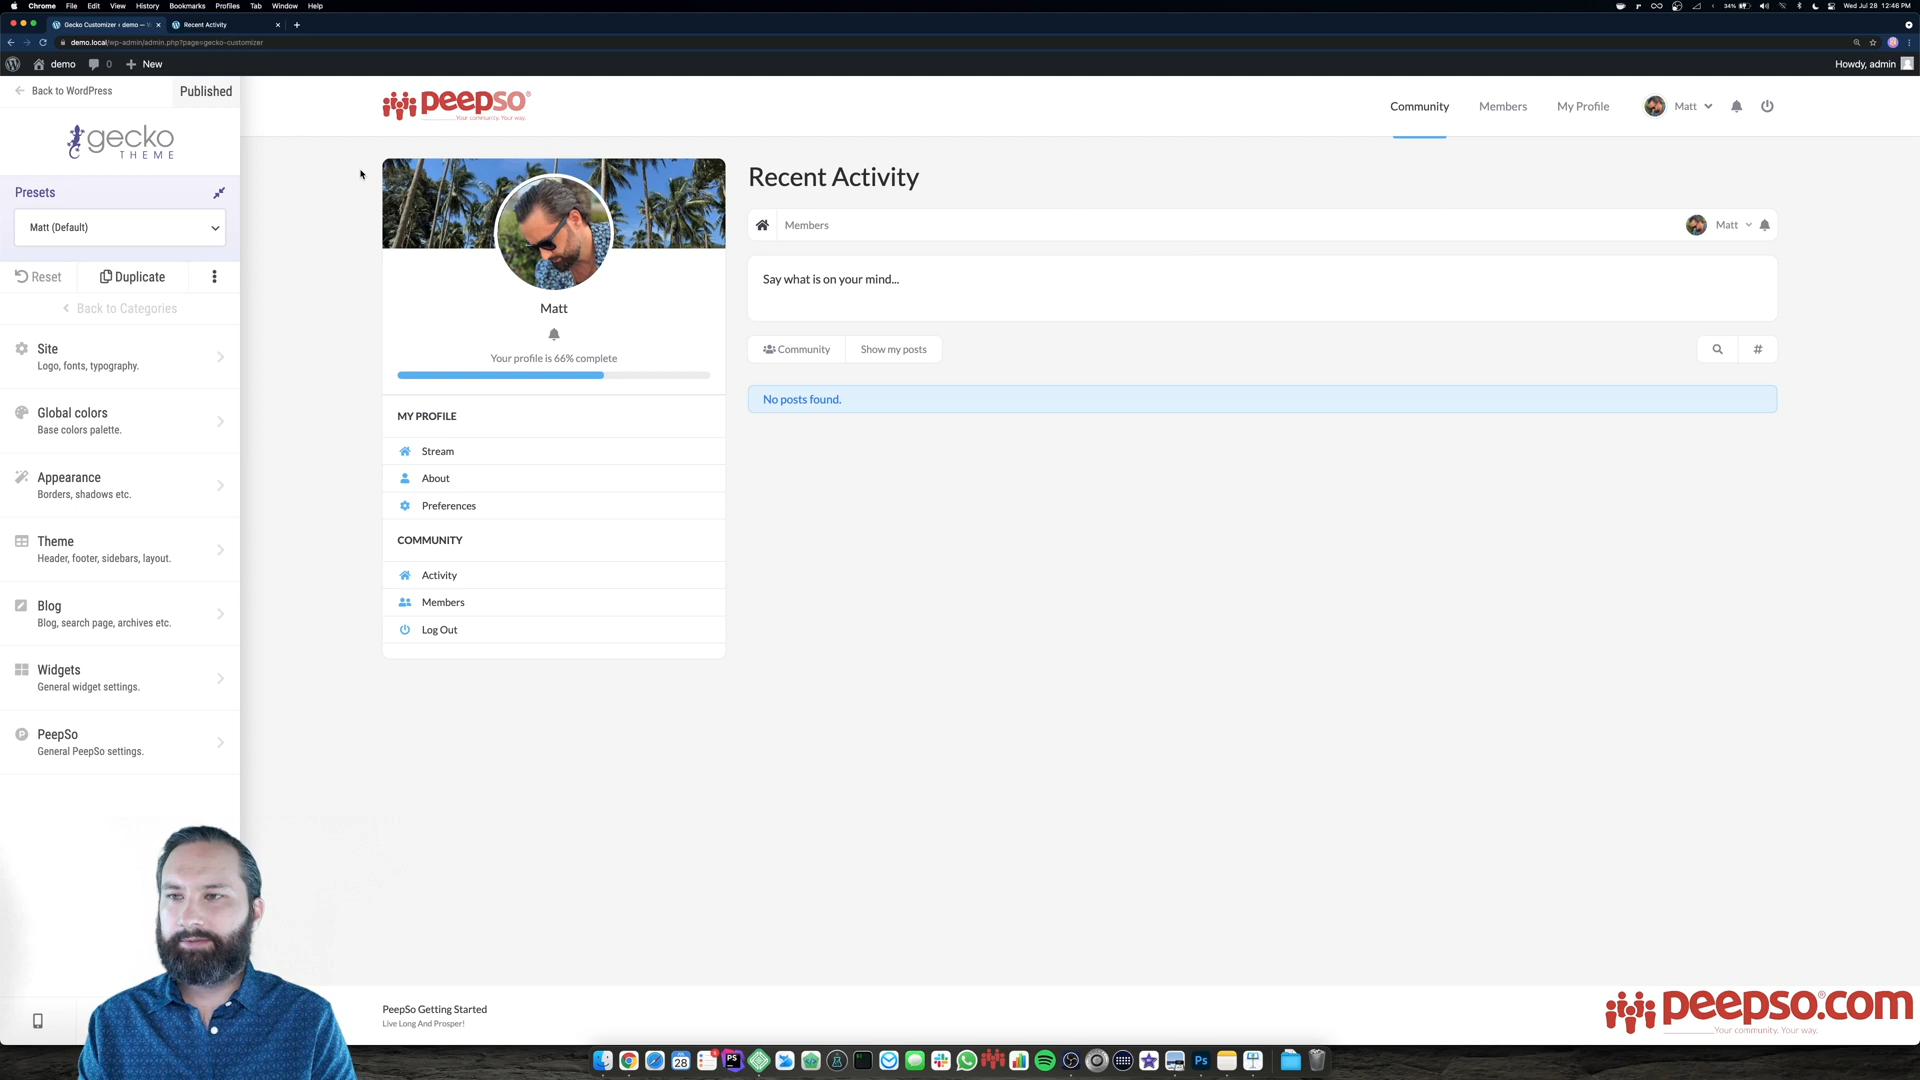 Chrome File Edit View History Bookmarks Profiles Tab Window Help
34% Wed Jul 28 12:46 PM
Gecko Customizer ‹ demo — W
Recent Activity
demo.local/wp-admin/admin.php?page=gecko-customizer
demo 0 New
Howdy, admin
Back to WordPress
Published
gecko
THEME
Presets
Matt (Default)
Reset
Duplicate
Back to Categories
Site
Logo, fonts, typography.
Global colors
Base colors palette.
Appearance
Borders, shadows etc.
Theme
Header, footer, sidebars, layout.
Blog
Blog, search page, archives etc.
Widgets
General widget settings.
PeepSo
General PeepSo settings.
peepso®
Your community. Your way.
Community
Members
My Profile
Matt
Matt
Your profile is 66% complete
MY PROFILE
Stream
About
Preferences
COMMUNITY
Activity
Members
Log Out
Recent Activity
Members
Matt
Say what is on your mind...
Community
Show my posts
#
No posts found.
PeepSo Getting Started
Live Long And Prosper!
peepso®.com
Your community. Your way.
28
PS
Ps